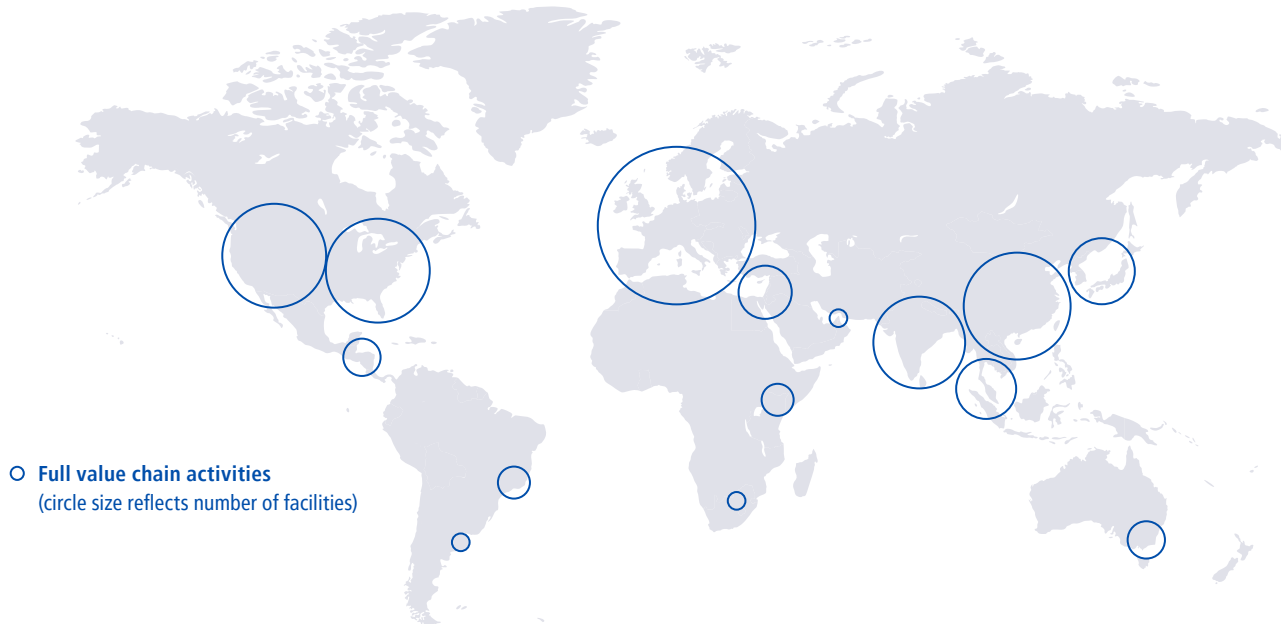 Full value chain activities
(circle size reflects number of facilities)